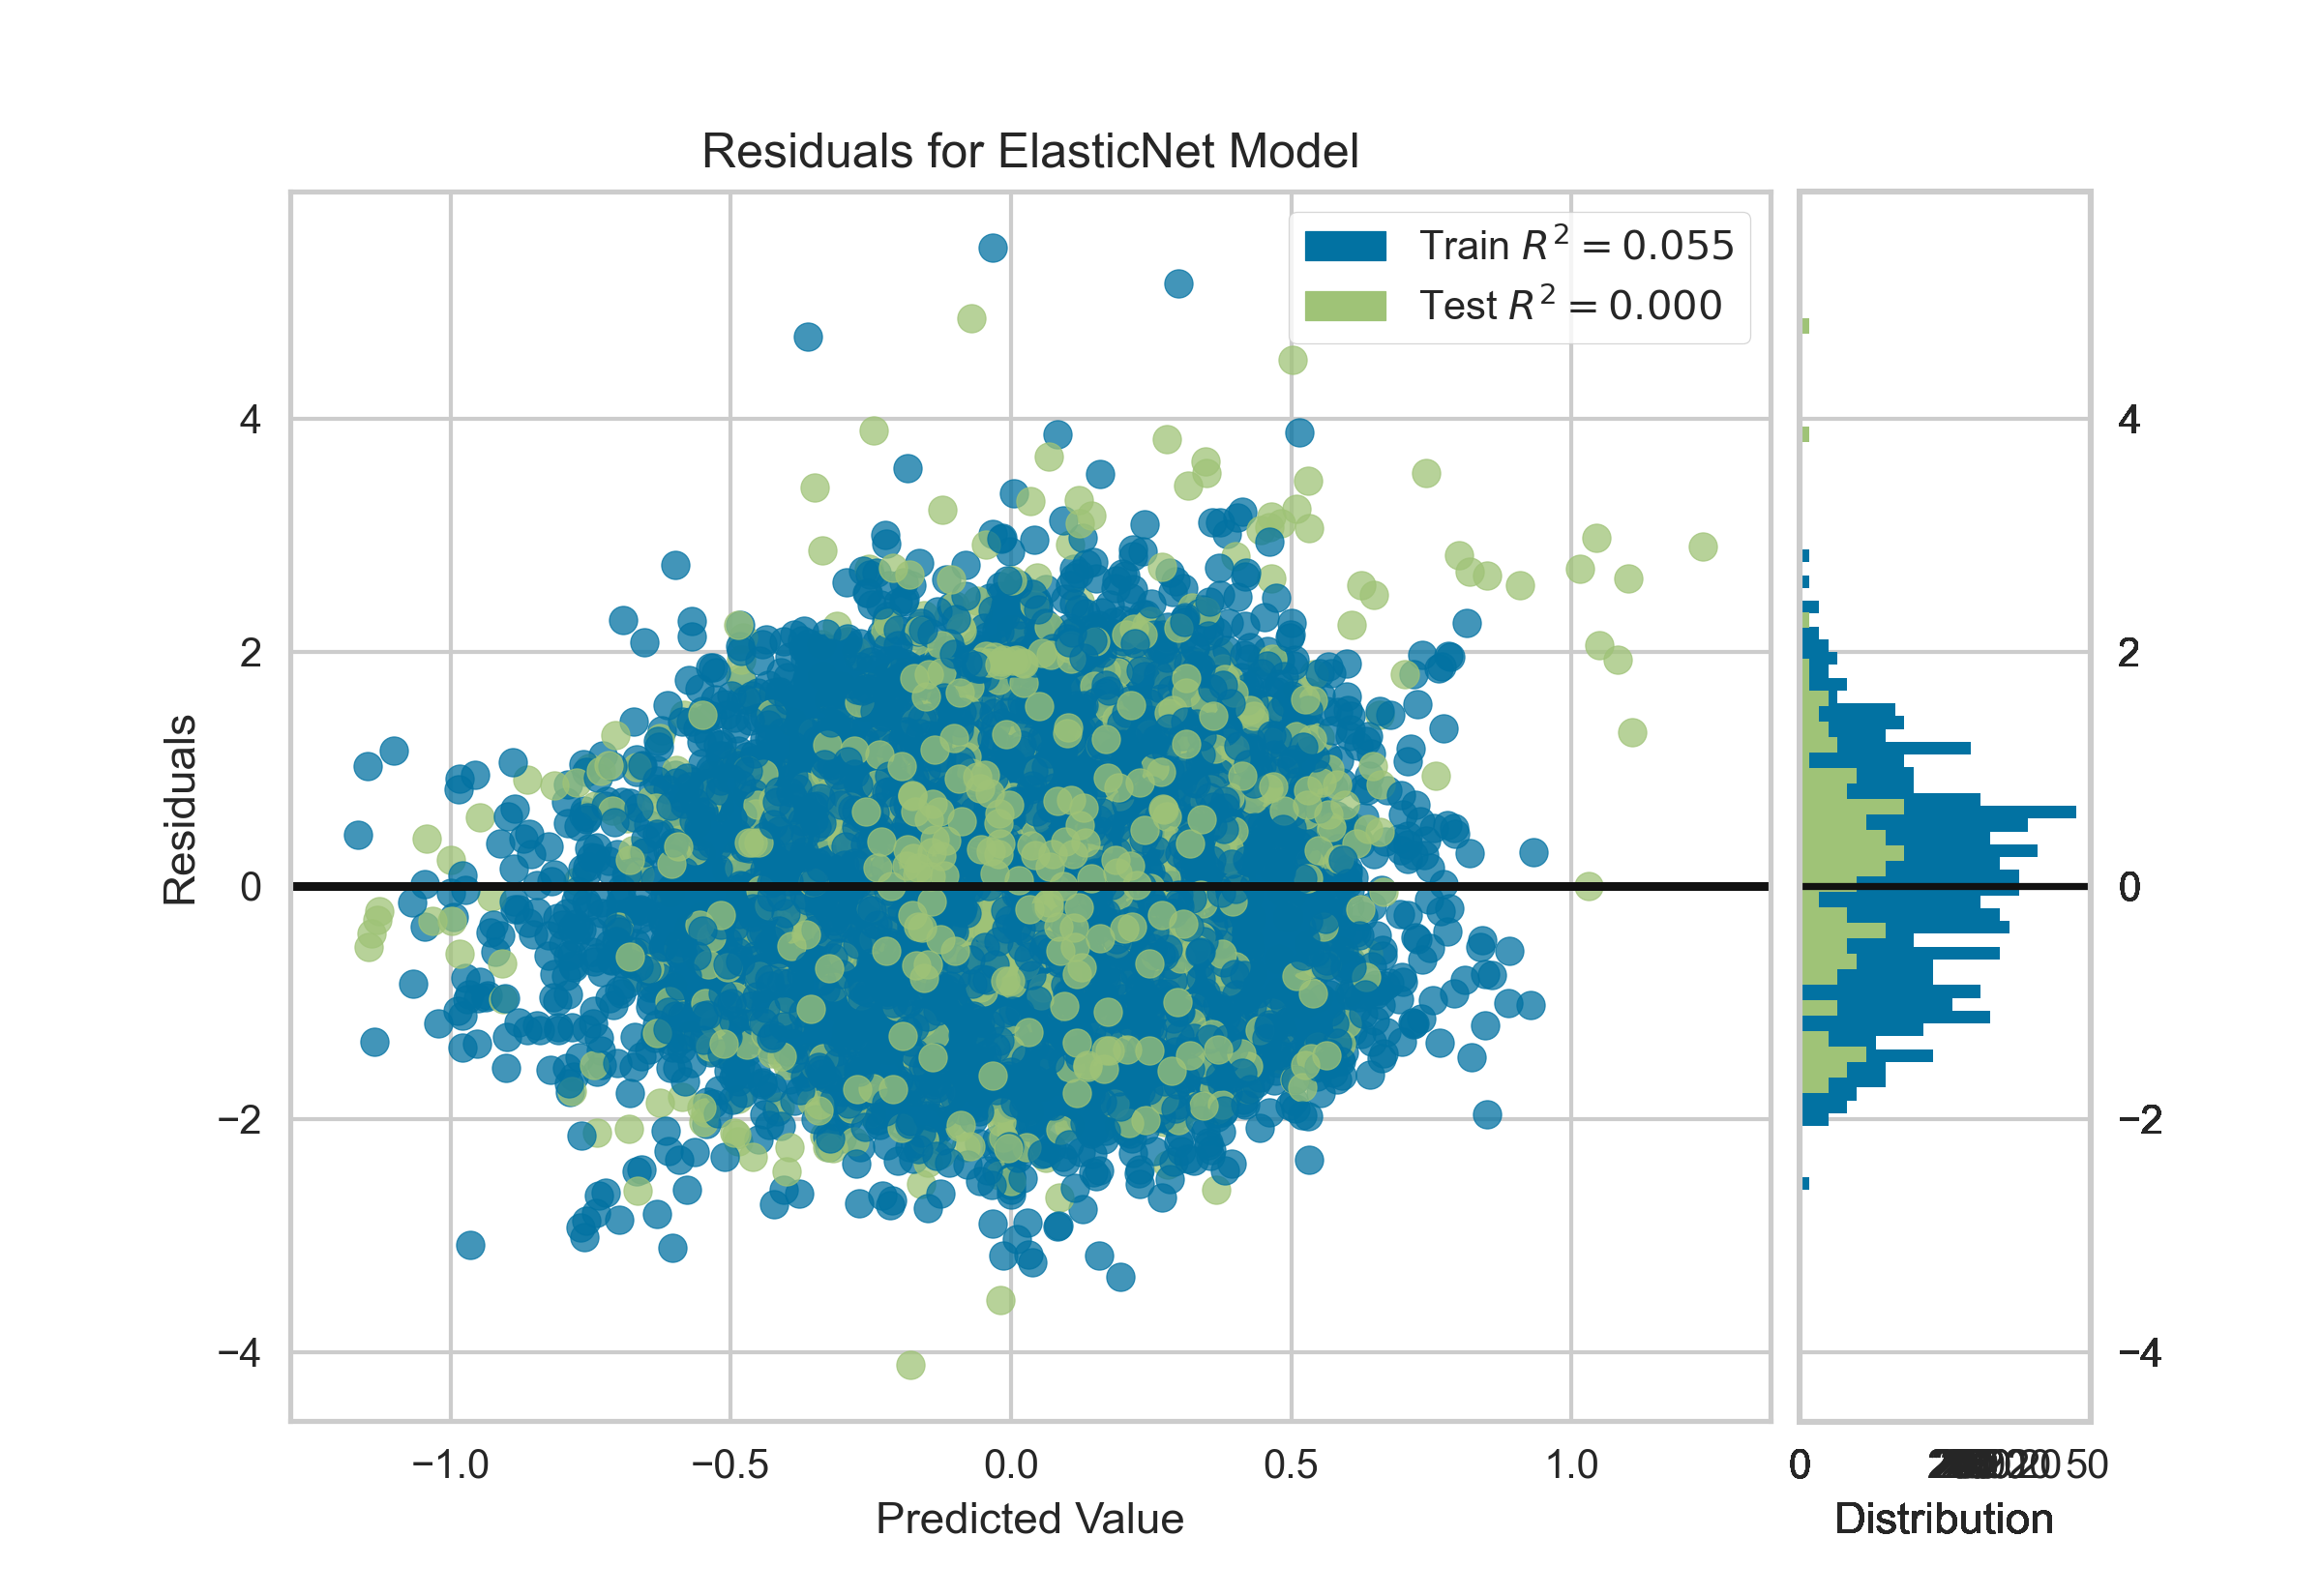 Residuals for ElasticNet Model
Train R² = 0.055
Test R² = 0.000
Residuals
4
2
0
−2
−4
−1.0 −0.5 0.0 0.5 1.0
Predicted Value
4
2
0
−2
−4
0 50
Distribution